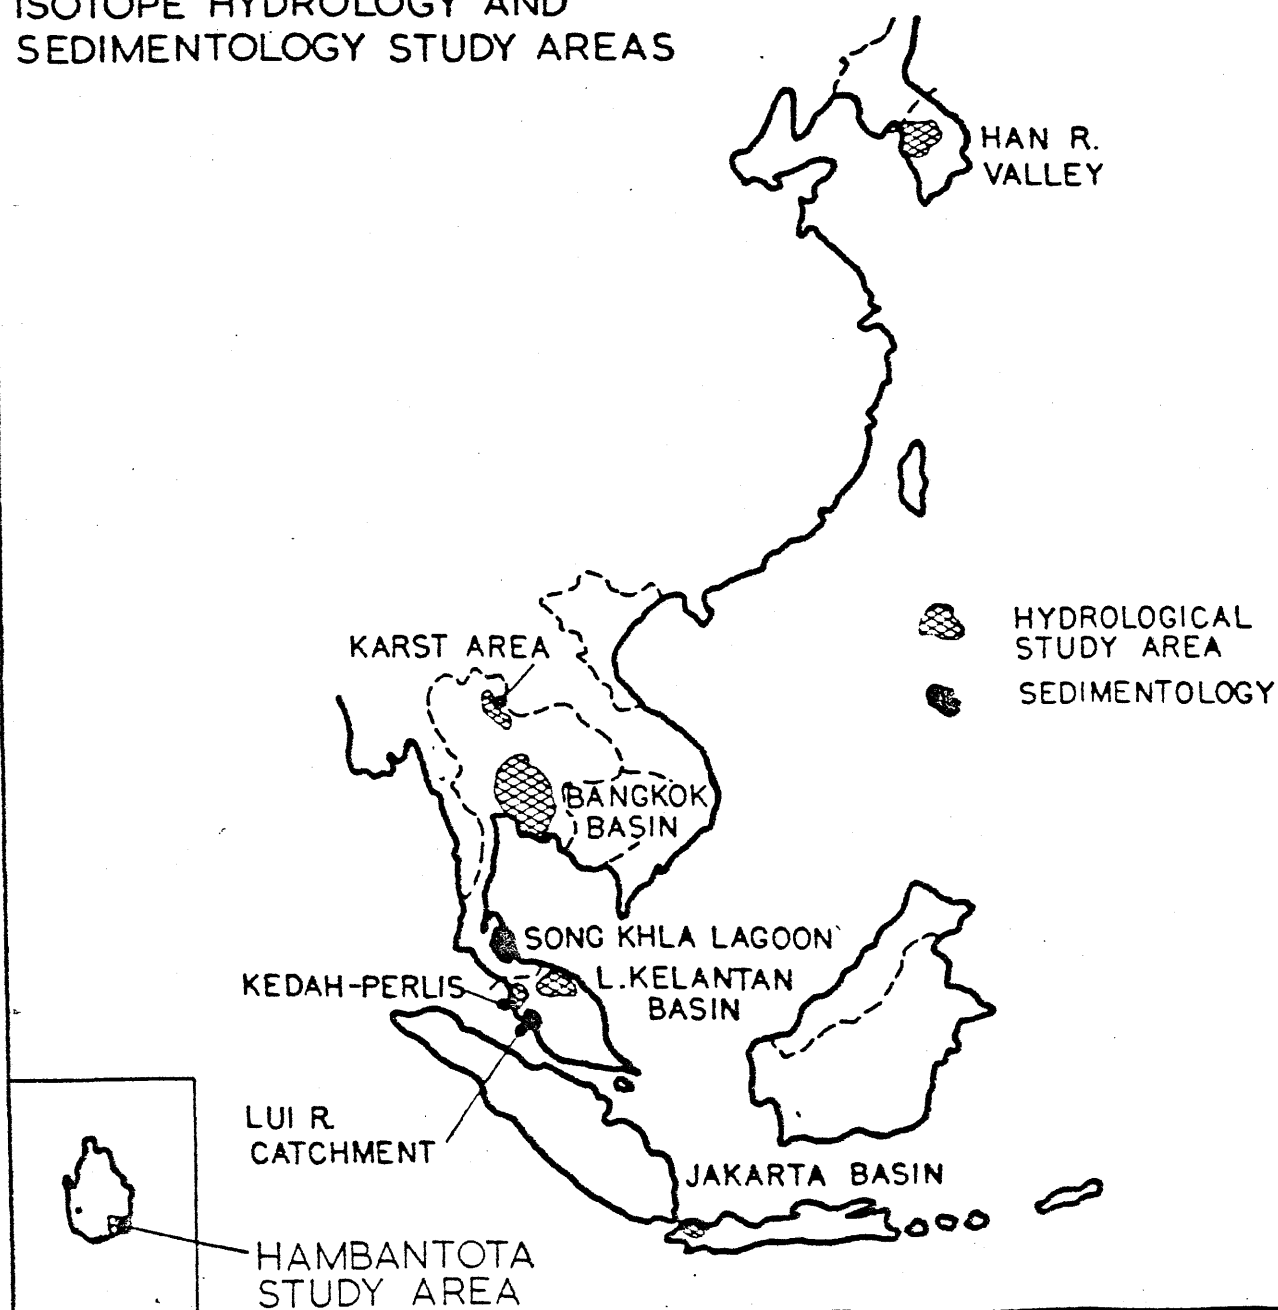 ISOTOPE HYDROLOGY AND
SEDIMENTOLOGY STUDY AREAS
HAN R.
VALLEY
HYDROLOGICAL
STUDY AREA
SEDIMENTOLOGY
KARST AREA
BANGKOK
BASIN
SONG KHLA LAGOON
L.KELANTAN
BASIN
KEDAH-PERLIS
LUI R.
CATCHMENT
JAKARTA BASIN
HAMBANTOTA
STUDY AREA